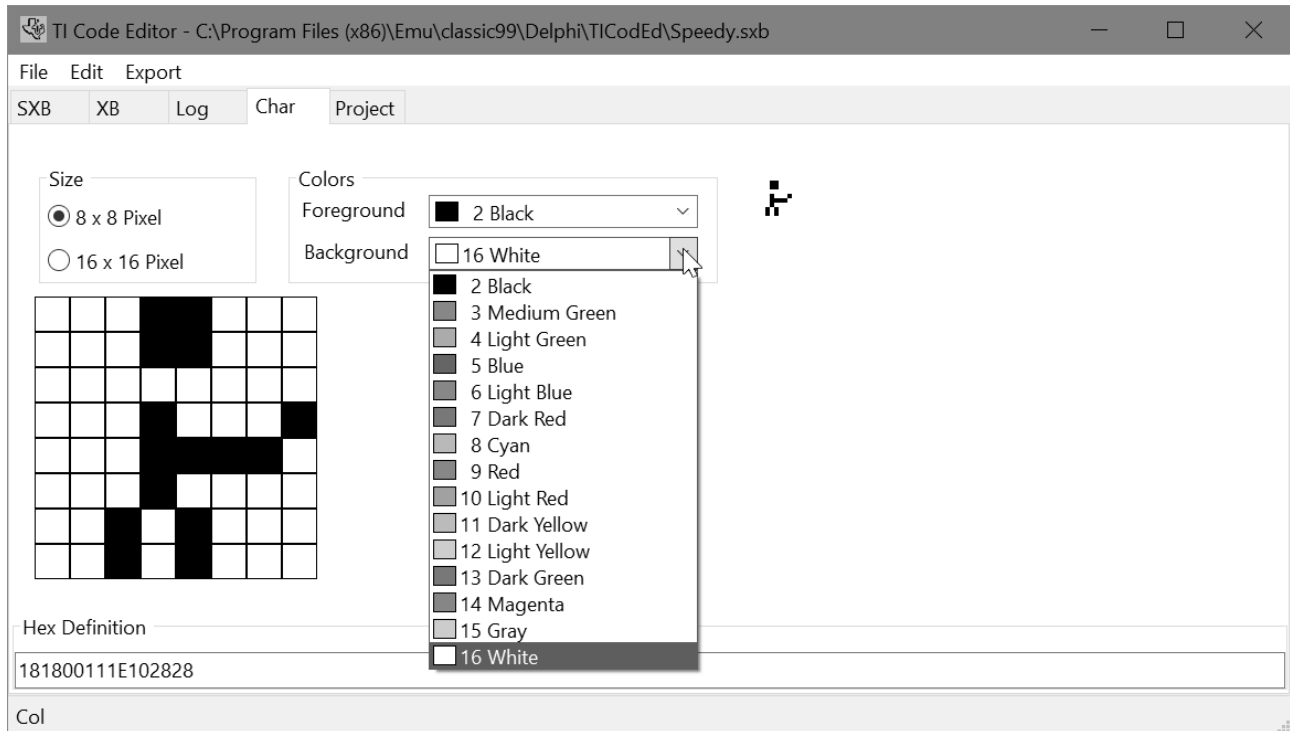 TI Code Editor - C:\Program Files (x86)\Emu\classic99\Delphi\TICodEd\Speedy.sxb
File Edit Export
SXB XB Log Char Project
Size
8 x 8 Pixel
16 x 16 Pixel
Colors
Foreground 2 Black
Background 16 White
2 Black
3 Medium Green
4 Light Green
5 Blue
6 Light Blue
7 Dark Red
8 Cyan
9 Red
10 Light Red
11 Dark Yellow
12 Light Yellow
13 Dark Green
14 Magenta
15 Gray
16 White
Hex Definition
181800111E102828
Col